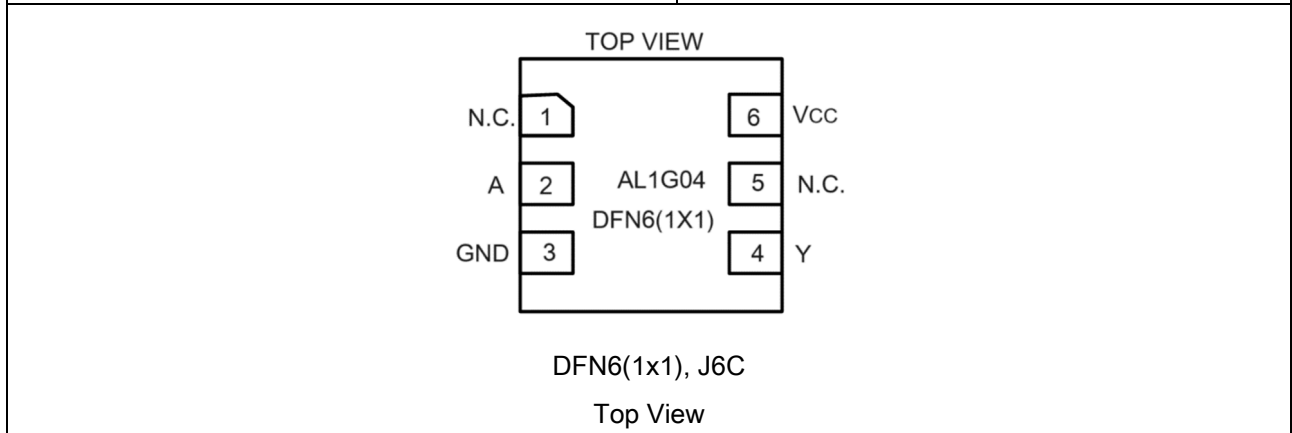 TOP VIEW
N.C. 1 6 VCC
A 2 AL1G04 5 N.C.
DFN6(1X1)
GND 3 4 Y
DFN6(1x1), J6C
Top View